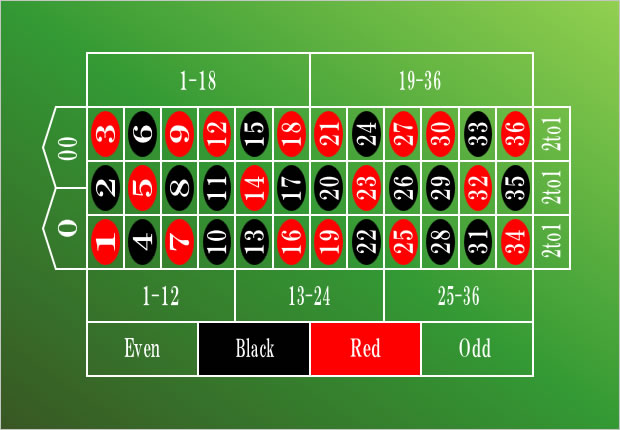 1-18 19-36
00 3 6 9 12 15 18 21 24 27 30 33 36 2to1
2 5 8 11 14 17 20 23 26 29 32 35 2to1
0 1 4 7 10 13 16 19 22 25 28 31 34 2to1
1-12 13-24 25-36
Even Black Red Odd